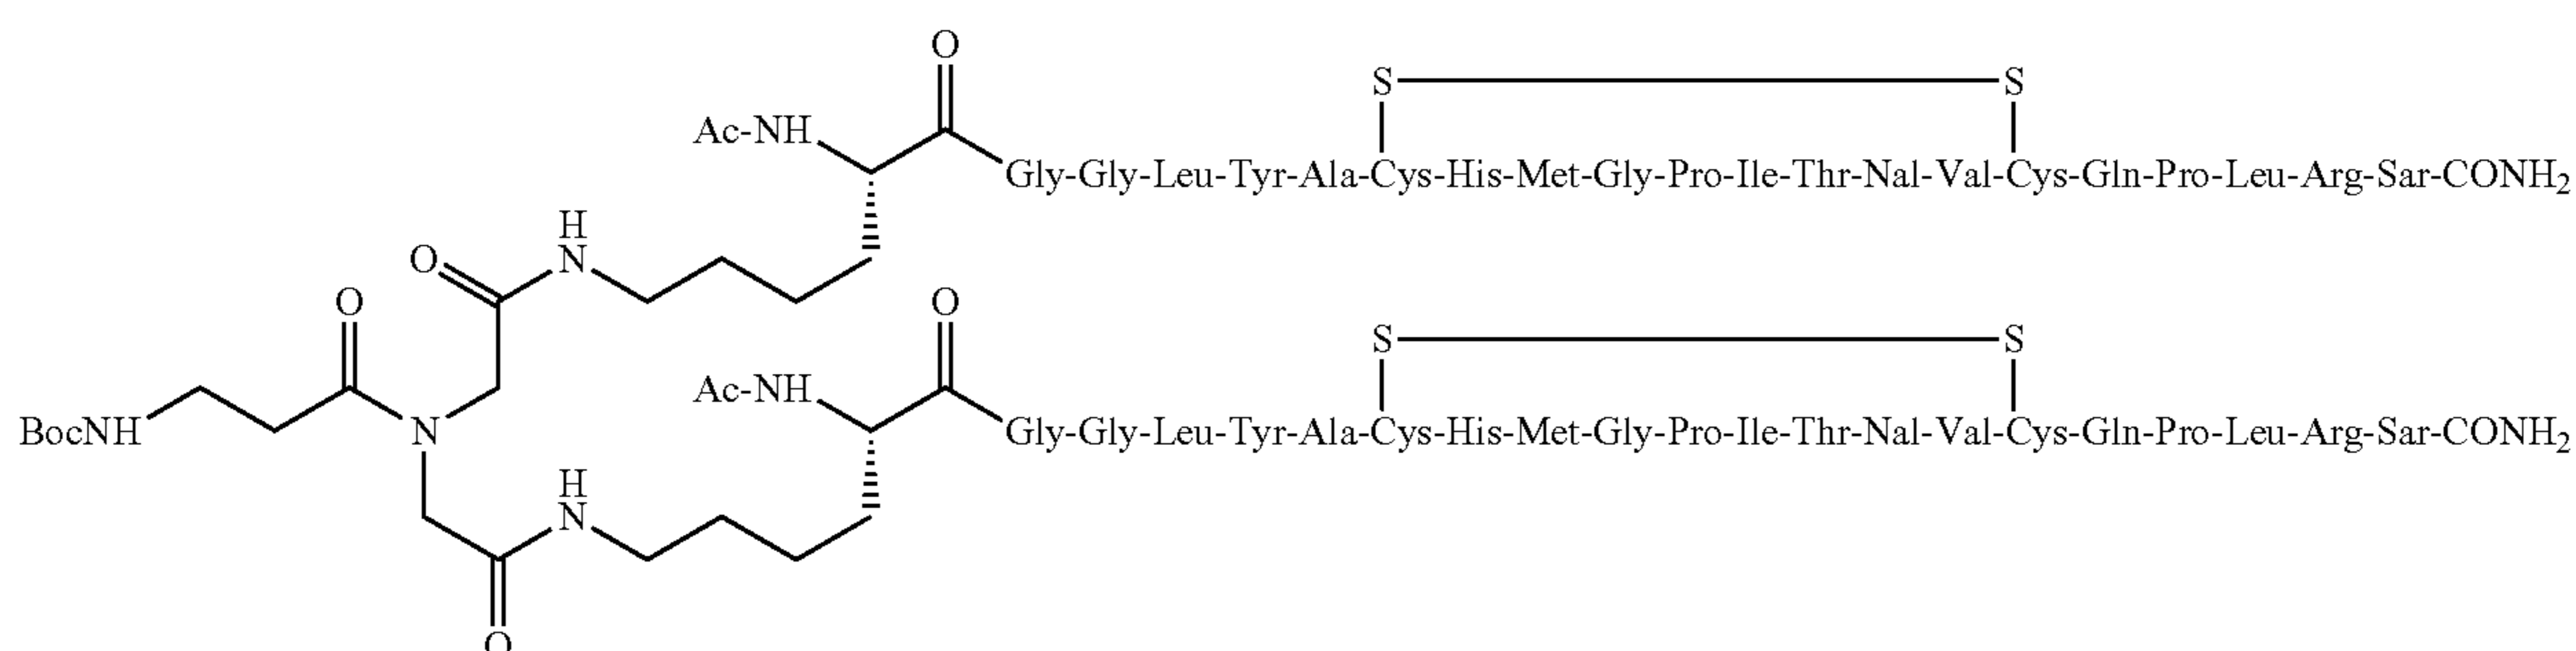 O
S S
Ac-NH
Gly-Gly-Leu-Tyr-Ala-Cys-His-Met-Gly-Pro-Ile-Thr-Nal-Val-Cys-Gln-Pro-Leu-Arg-Sar-CONH2
H
O N
O O
S S
Ac-NH
BocNH N Gly-Gly-Leu-Tyr-Ala-Cys-His-Met-Gly-Pro-Ile-Thr-Nal-Val-Cys-Gln-Pro-Leu-Arg-Sar-CONH2
H
N
O